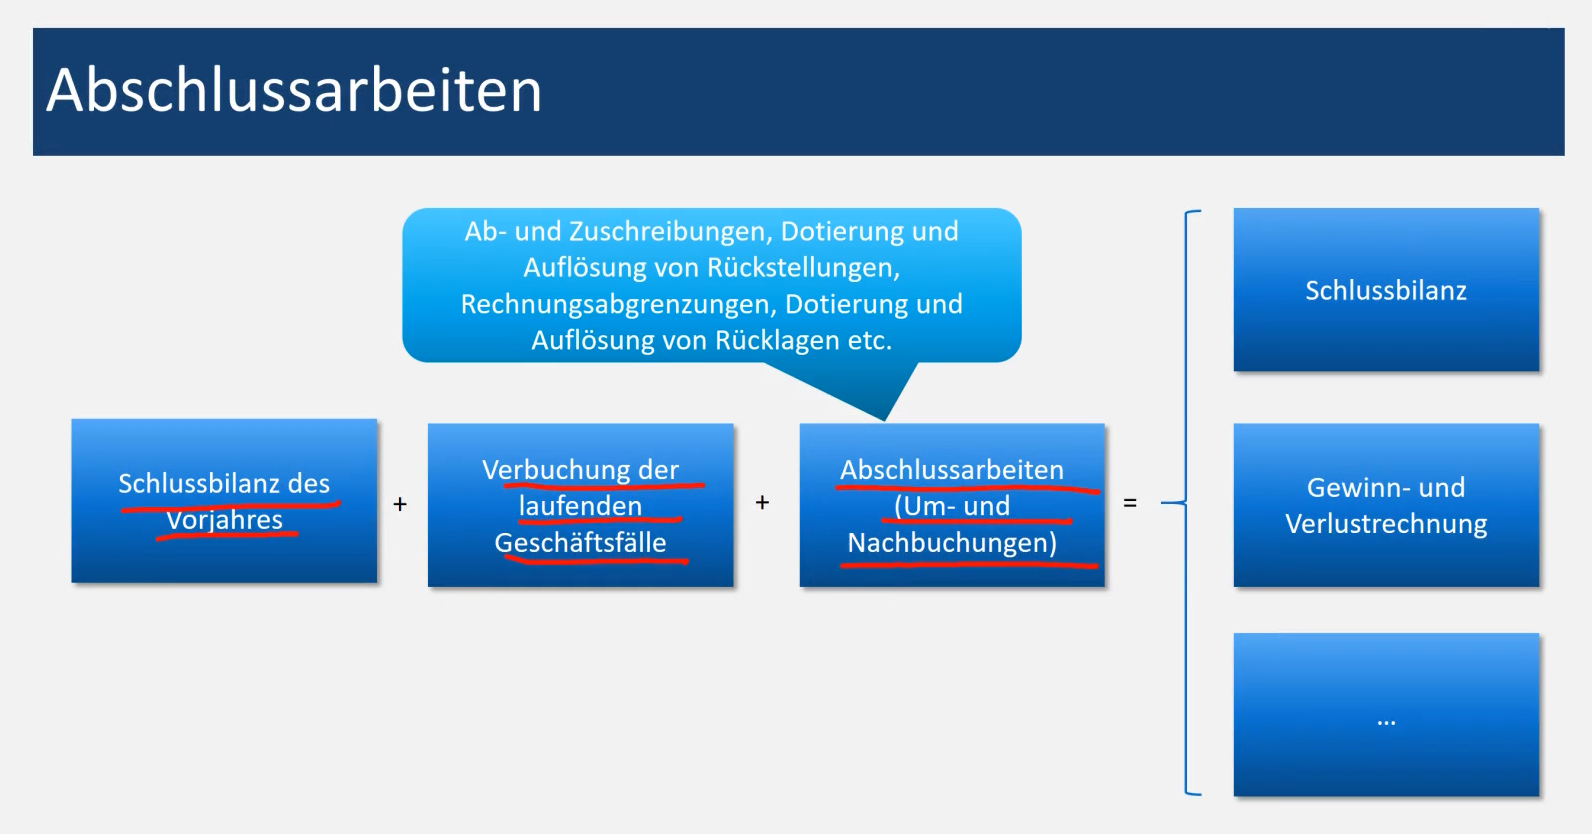 Abschlussarbeiten
Ab- und Zuschreibungen, Dotierung und
Auflösung von Rückstellungen,
Rechnungsabgrenzungen, Dotierung und
Auflösung von Rücklagen etc.
Schlussbilanz des
Vorjahres
+
Verbuchung der
laufenden
Geschäftsfälle
+
Abschlussarbeiten
(Um- und
Nachbuchungen)
=
Schlussbilanz
Gewinn- und
Verlustrechnung
...